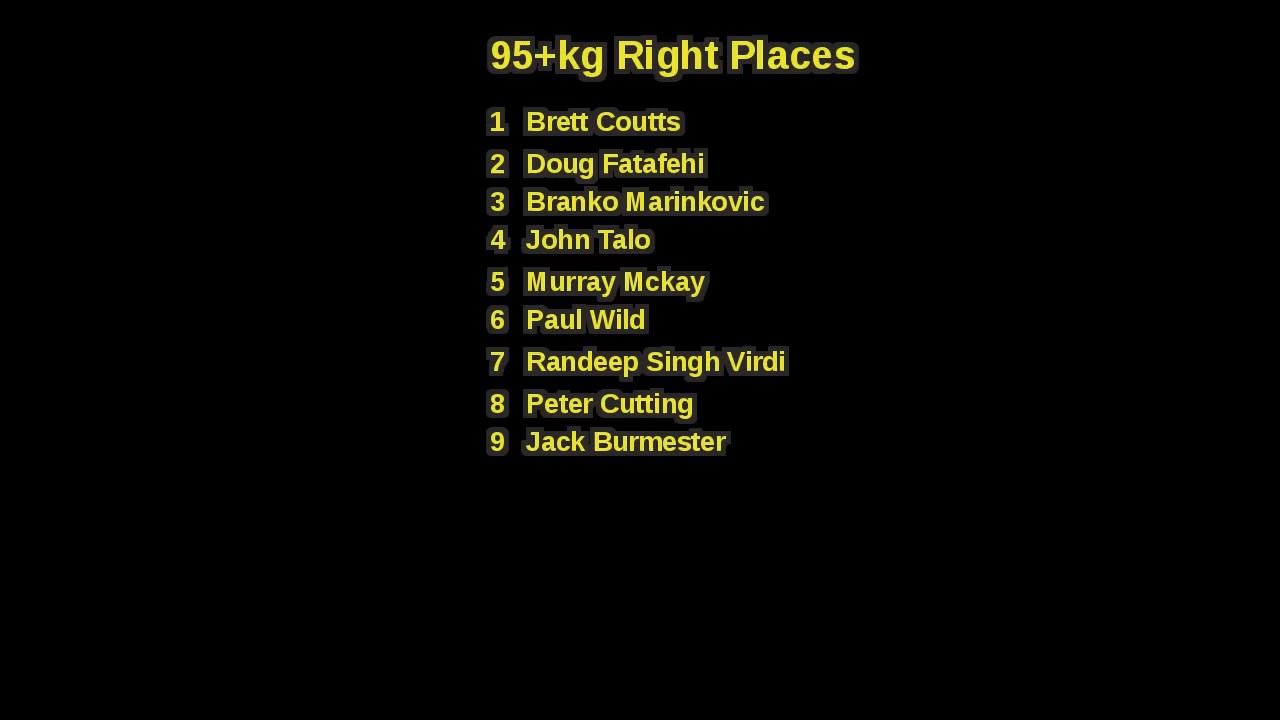 95+kg Right Places
1 Brett Coutts
2 Doug Fatafehi
3 Branko Marinkovic
4 John Talo
5 Murray Mckay
6 Paul Wild
7 Randeep Singh Virdi
8 Peter Cutting
9 Jack Burmester